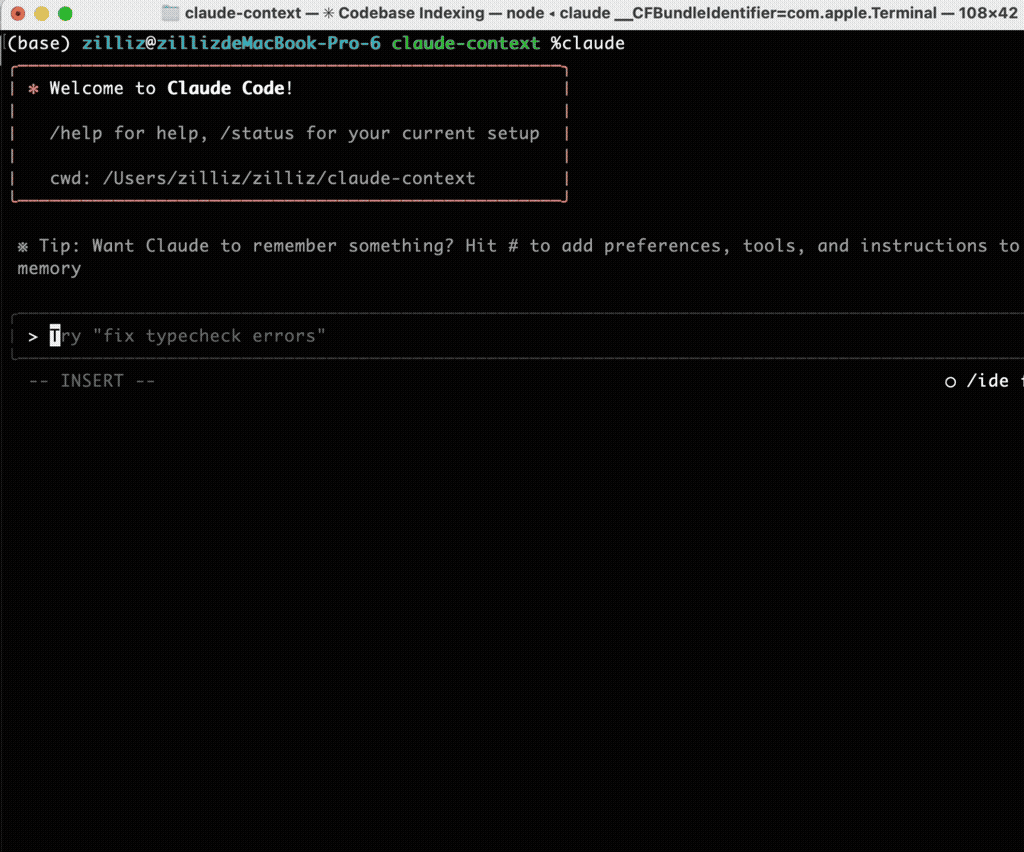 claude-context — ✳ Codebase Indexing — node ◂ claude __CFBundleIdentifier=com.apple.Terminal — 108×42
(base) zilliz@zillizdeMacBook-Pro-6 claude-context %claude
* Welcome to Claude Code!
/help for help, /status for your current setup
cwd: /Users/zilliz/zilliz/claude-context
※ Tip: Want Claude to remember something? Hit # to add preferences, tools, and instructions to
memory
> Try "fix typecheck errors"
-- INSERT -- ○ /ide